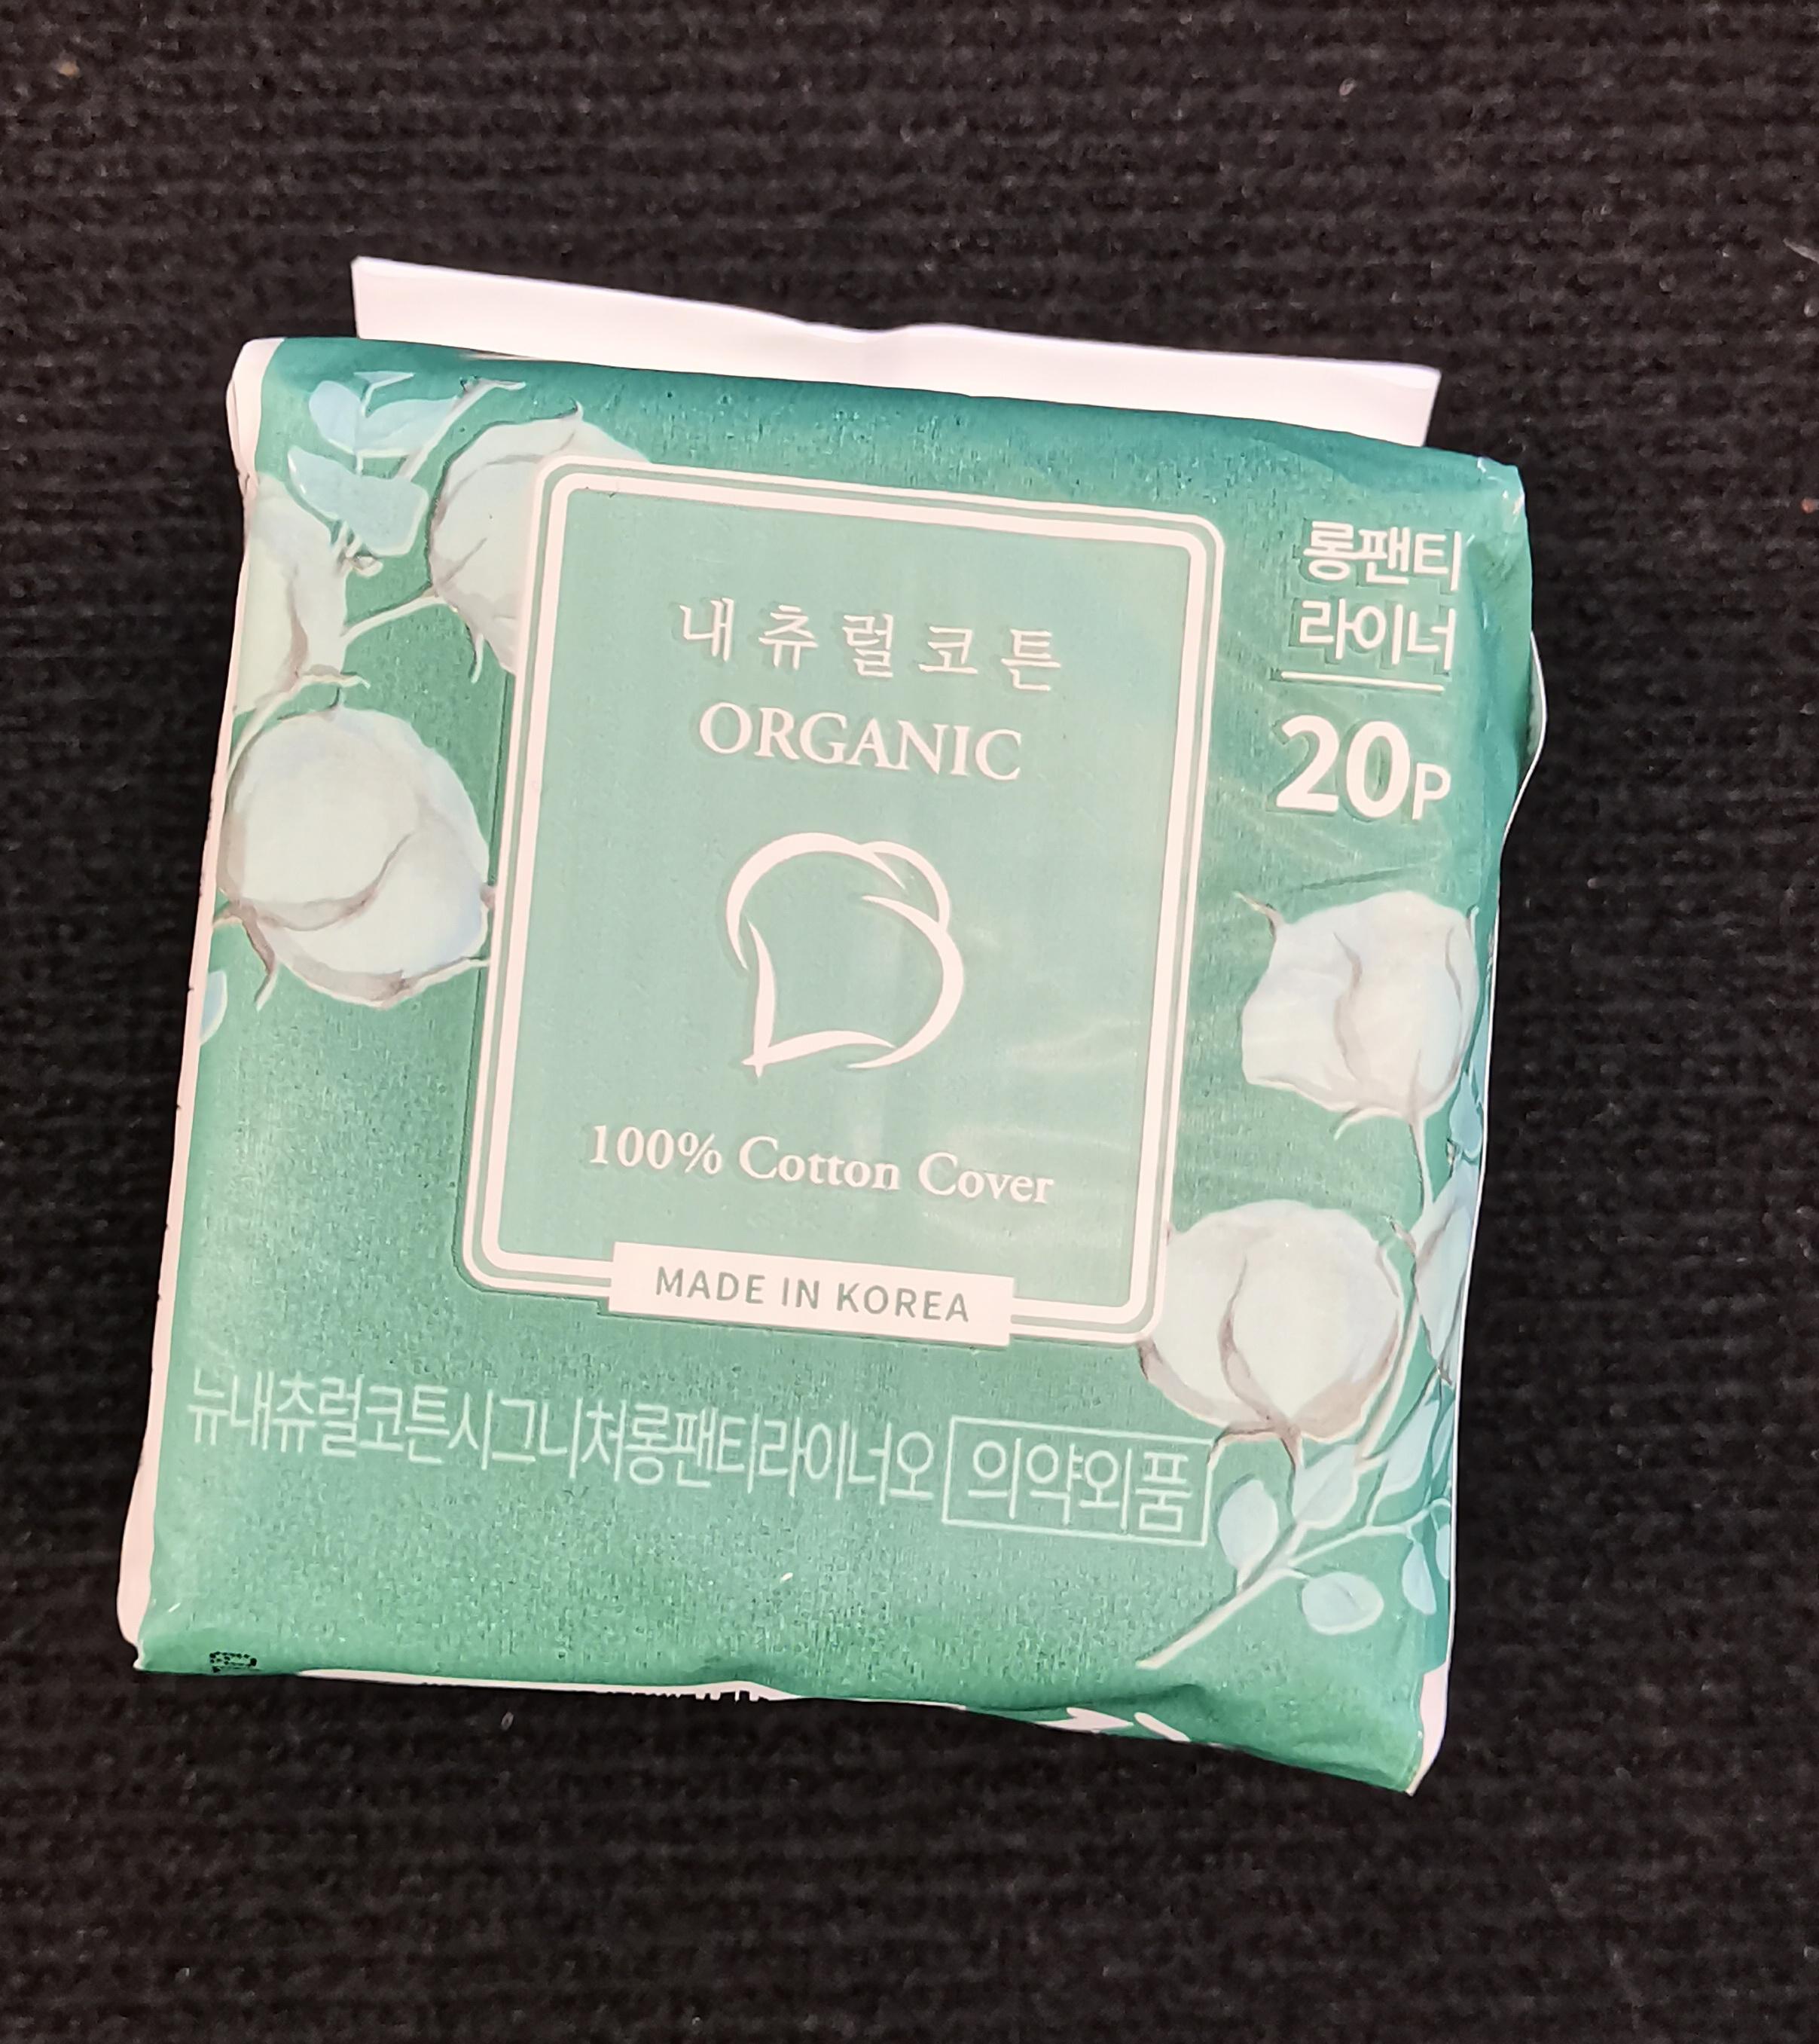 내츄럴코튼
ORGANIC
100% Cotton Cover
MADE IN KOREA
롱팬티
라이너
20P
뉴내츄럴코튼시그니처롱팬티라이너오 의약외품